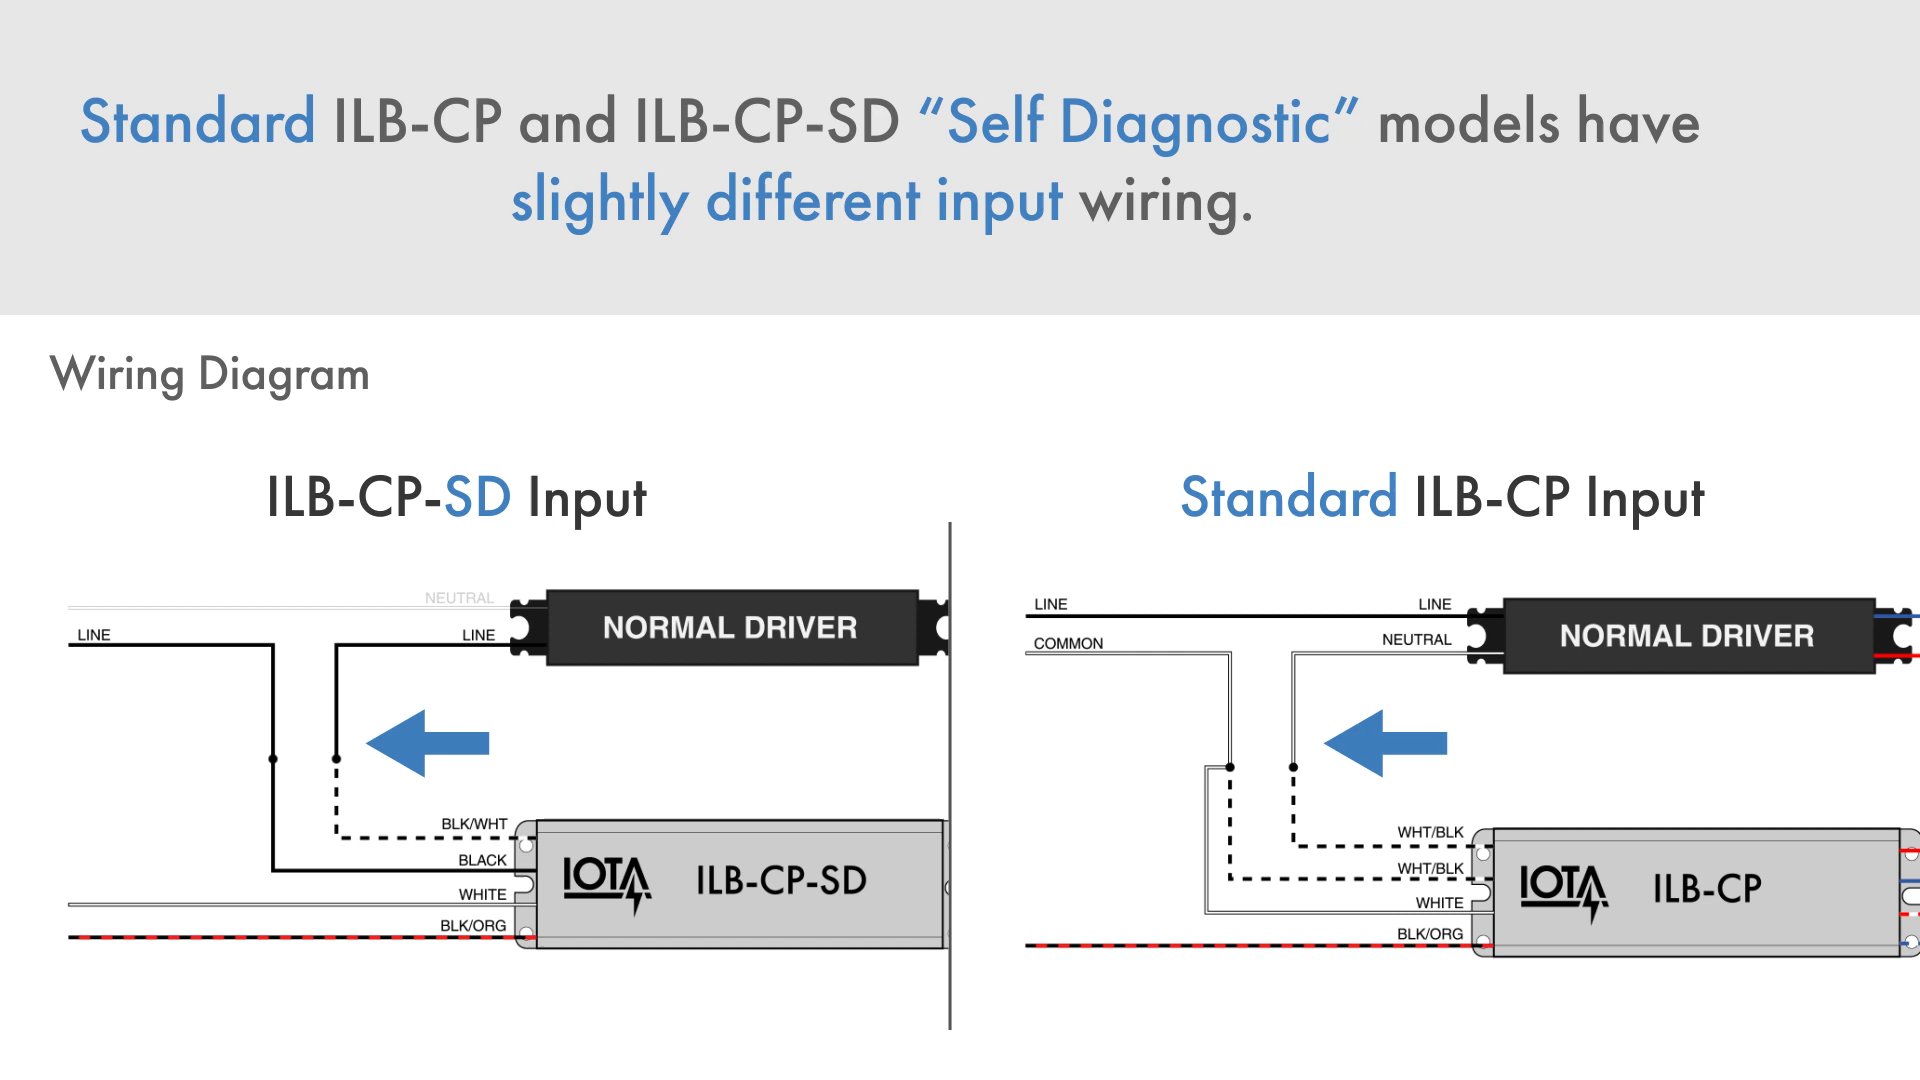 Standard ILB-CP and ILB-CP-SD “Self Diagnostic” models have
slightly different input wiring.
Wiring Diagram
ILB-CP-SD Input
NEUTRAL
LINE
LINE
NORMAL DRIVER
BLK/WHT
BLACK
WHITE
BLK/ORG
IOTA
ILB-CP-SD
Standard ILB-CP Input
LINE
LINE
COMMON
NEUTRAL
NORMAL DRIVER
WHT/BLK
WHT/BLK
WHITE
BLK/ORG
IOTA
ILB-CP